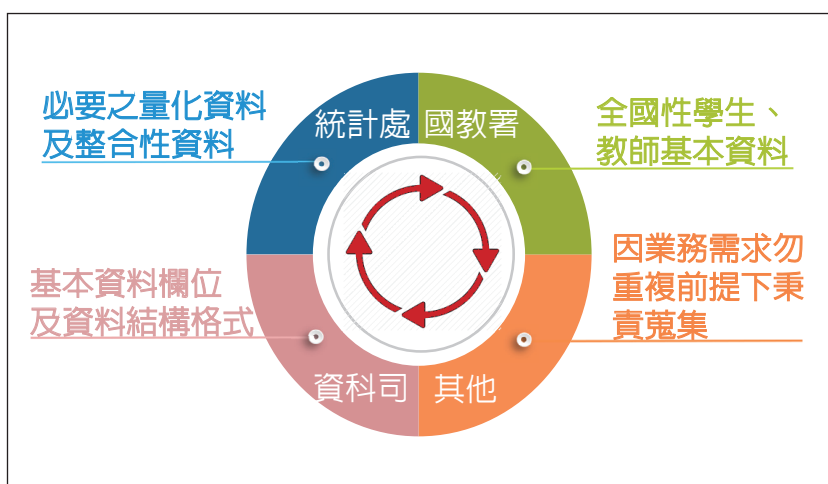 必要之量化資料
及整合性資料
統計處
國教署
全國性學生、
教師基本資料
基本資料欄位
及資料結構格式
因業務需求勿
重複前提下秉
責蒐集
資科司
其他